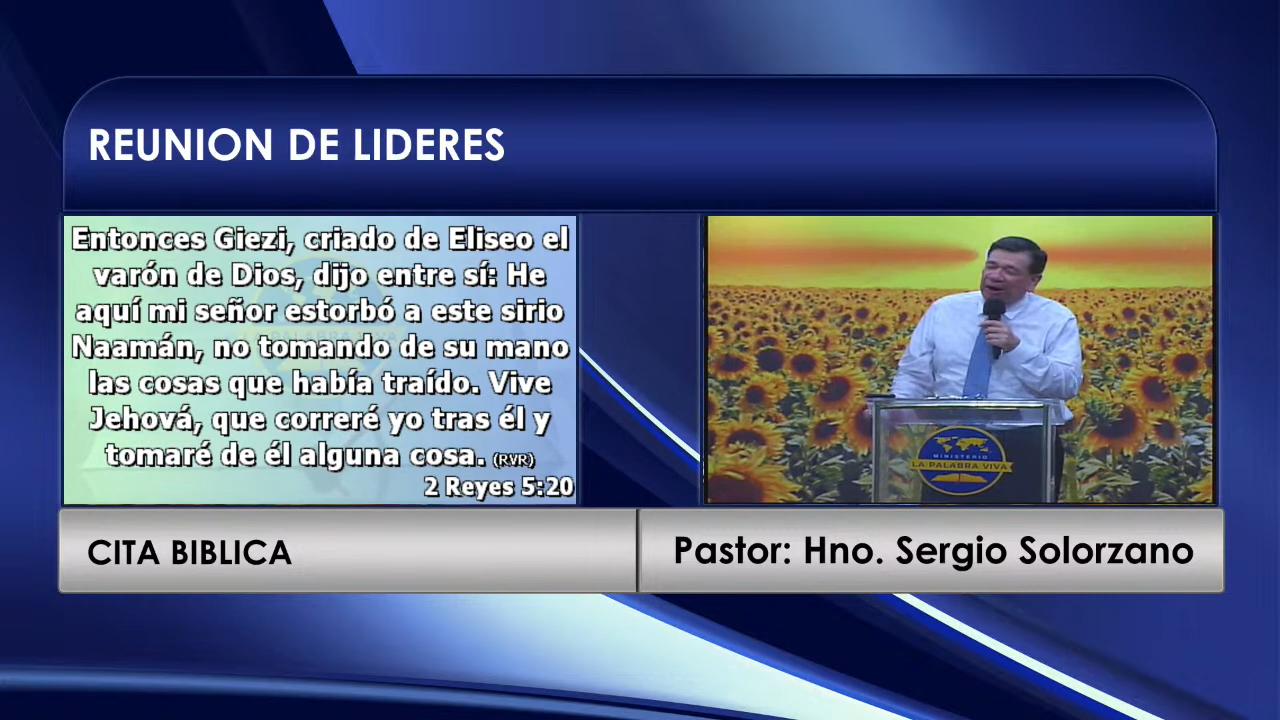 REUNION DE LIDERES
Entonces Giezi, criado de Eliseo el
varón de Dios, dijo entre sí: He
aquí mi señor estorbó a este sirio
Naamán, no tomando de su mano
las cosas que había traído. Vive
Jehová, que correré yo tras él y
tomaré de él alguna cosa. (RVR)
2 Reyes 5:20
MINISTERIO
LA PALABRA VIVA
CITA BIBLICA
Pastor: Hno. Sergio Solorzano